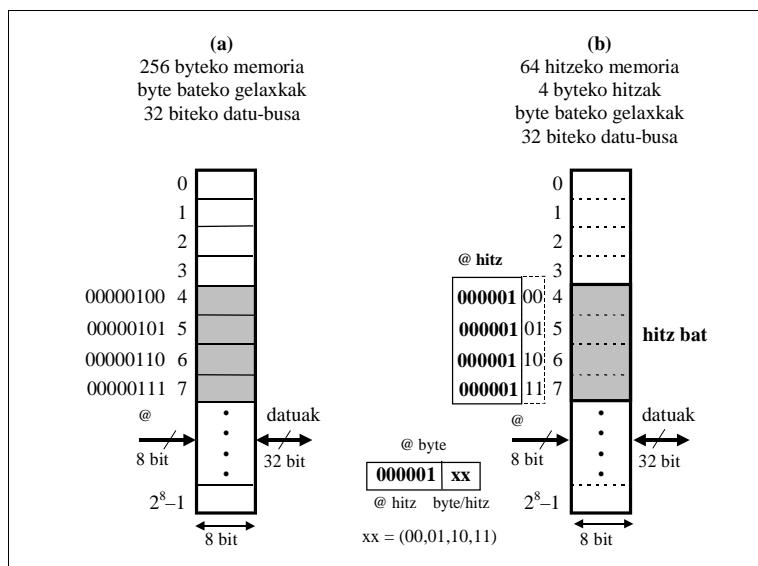 (a)
256 byteko memoria
byte bateko gelaxkak
32 biteko datu-busa
0
1
2
3
00000100 4
00000101 5
00000110 6
00000111 7
@
8 bit
datuak
32 bit
2⁸–1
8 bit
(b)
64 hitzeko memoria
4 byteko hitzak
byte bateko gelaxkak
32 biteko datu-busa
0
1
2
3
@ hitz
000001 00 4
000001 01 5
000001 10 6
000001 11 7
hitz bat
@
8 bit
datuak
32 bit
2⁸–1
8 bit
@ byte
000001 xx
@ hitz byte/hitz
xx = (00,01,10,11)